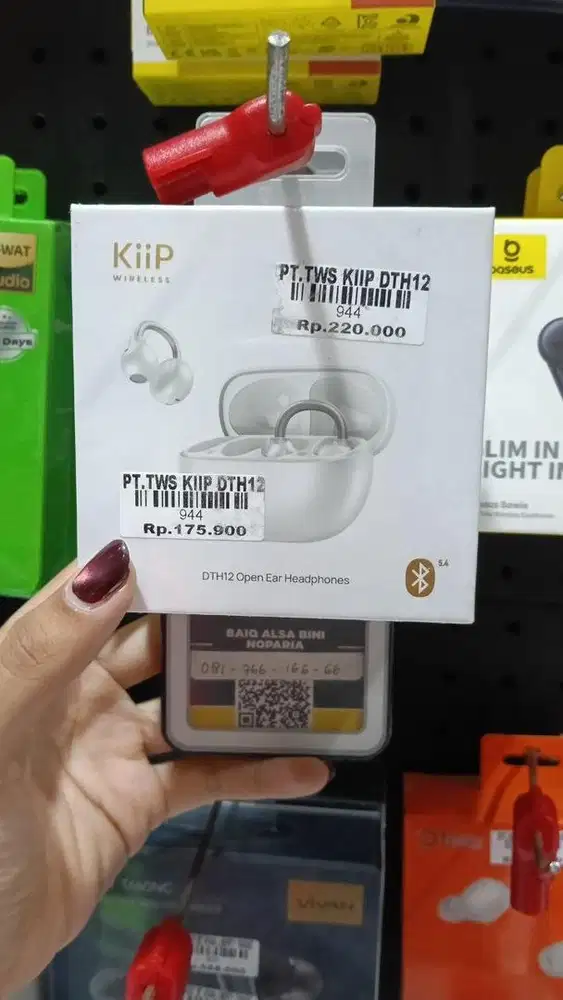 KiiP
WIRELESS
PT.TWS KIIP DTH12
944
Rp.220.000
PT.TWS KIIP DTH12
944
Rp.175.900
DTH12 Open Ear Headphones
5.4
BAIQ ALSA BINI
NOPARIA
081-766-166-66
WAT
udio
Days
baseus
LIM IN
IGHT IN
VIVAN